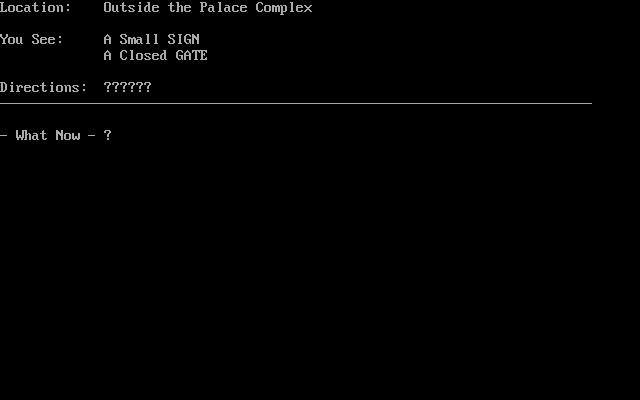 Location:    Outside the Palace Complex
You See:     A Small SIGN
             A Closed GATE
Directions:  ??????
- What Now - ?